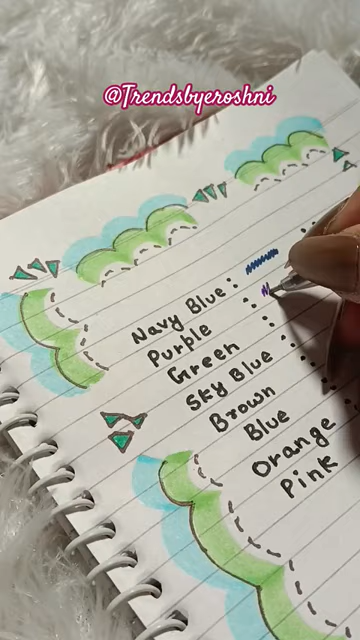 @Trendsbyeroshni
Navy Blue:
Purple :
Green :
Sky Blue :
Brown :
Blue :
Orange :
Pink